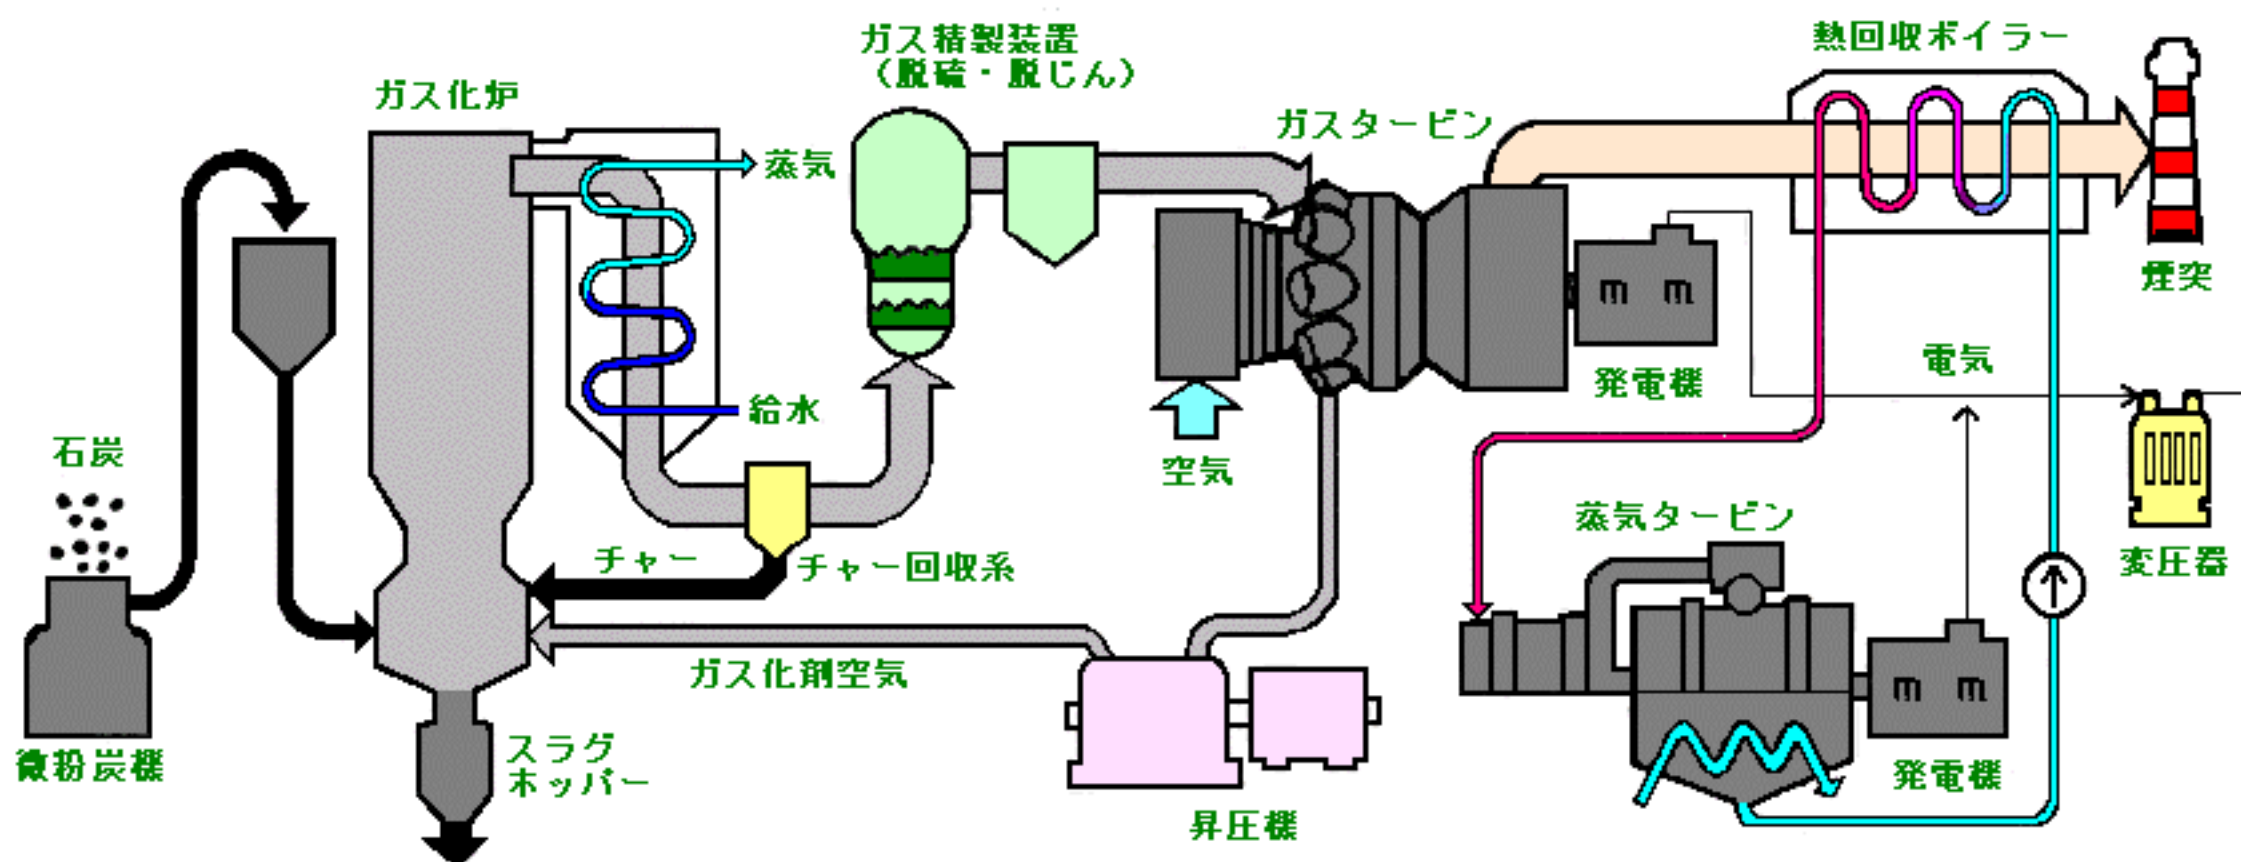 ガス精製装置
（脱硫・脱じん）
熱回収ボイラー
ガス化炉
ガスタービン
蒸気
煙突
電気
発電機
給水
石炭
空気
蒸気タービン
変圧器
チャー
チャー回収系
ガス化剤空気
スラグ
ホッパー
微粉炭機
発電機
昇圧機